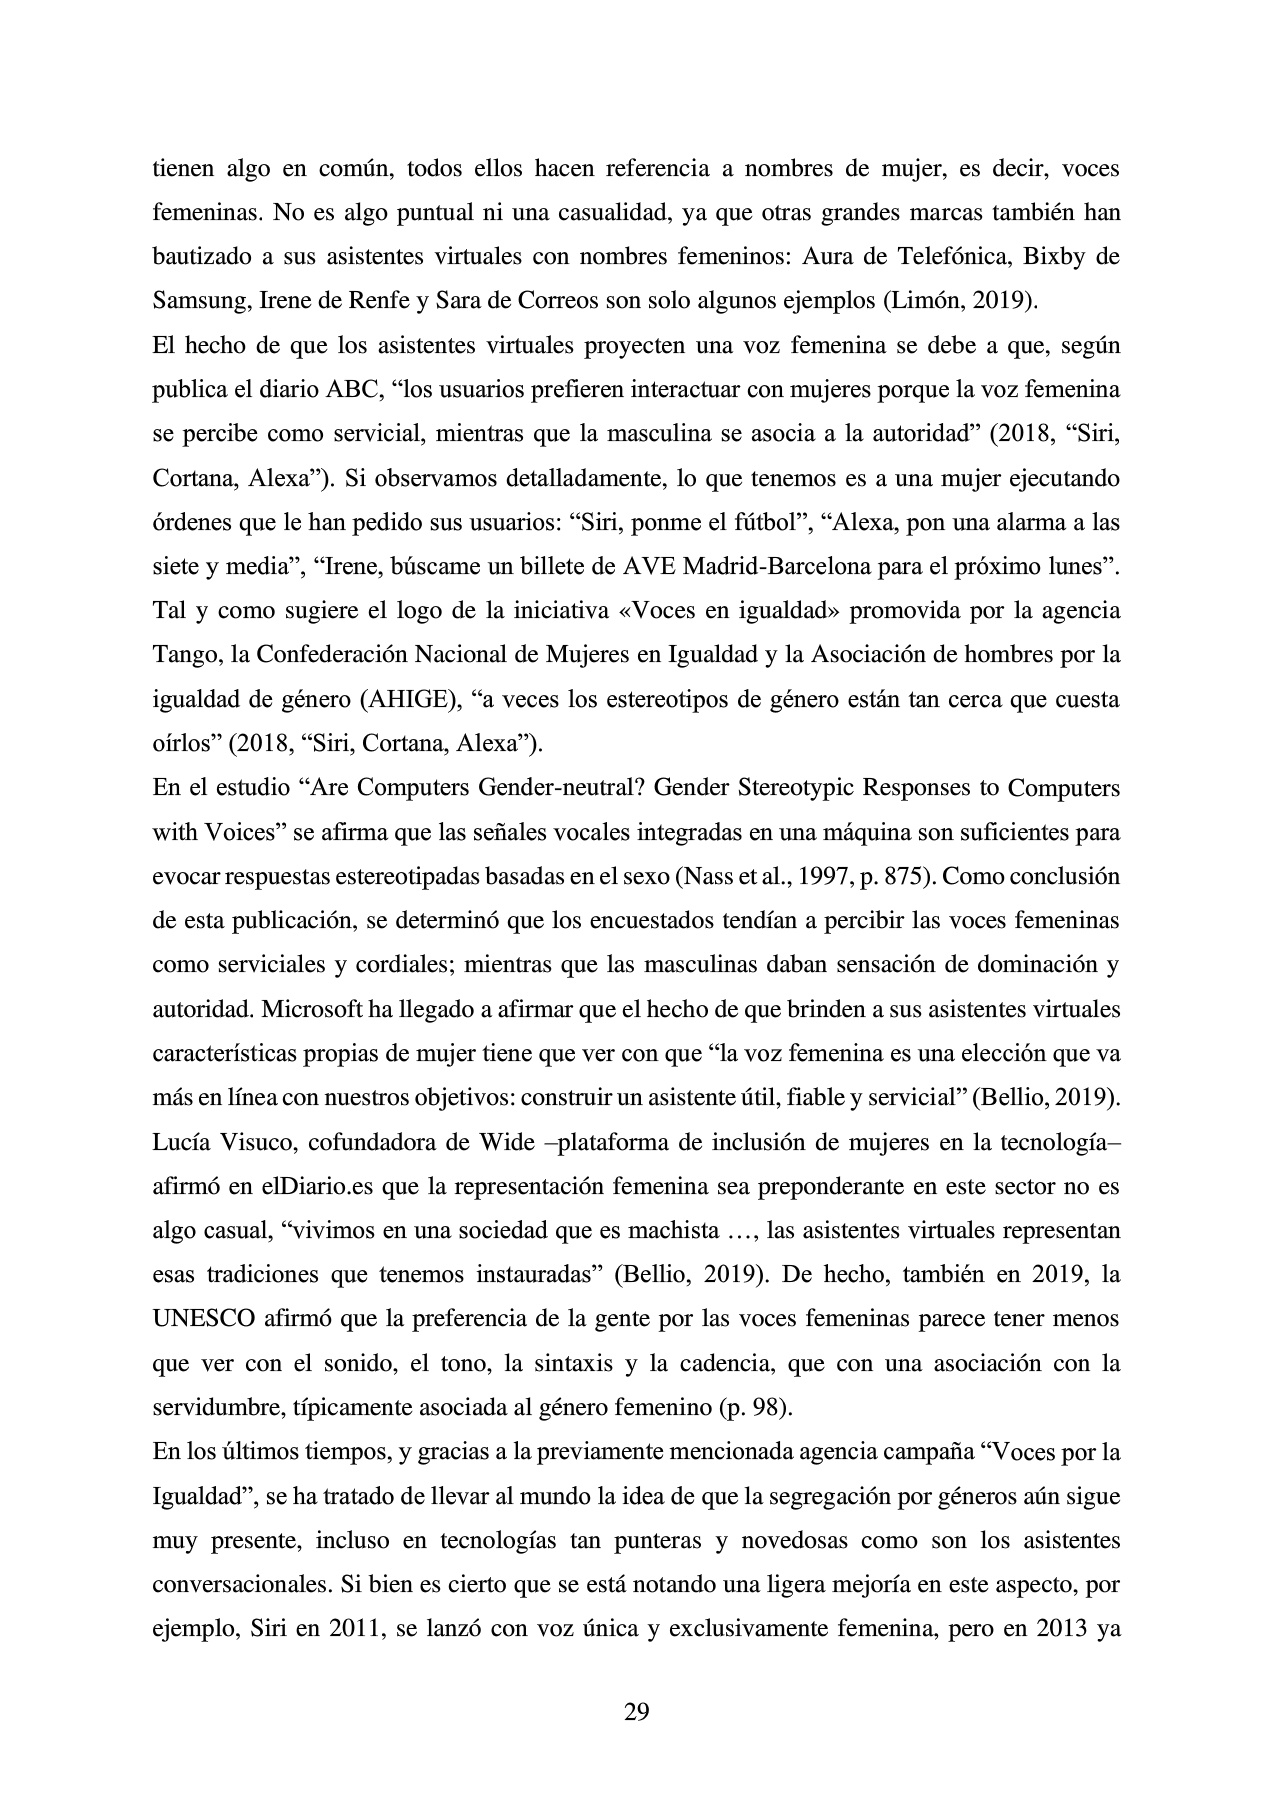 tienen algo en común, todos ellos hacen referencia a nombres de mujer, es decir, voces
femeninas. No es algo puntual ni una casualidad, ya que otras grandes marcas también han
bautizado a sus asistentes virtuales con nombres femeninos: Aura de Telefónica, Bixby de
Samsung, Irene de Renfe y Sara de Correos son solo algunos ejemplos (Limón, 2019).
El hecho de que los asistentes virtuales proyecten una voz femenina se debe a que, según
publica el diario ABC, “los usuarios prefieren interactuar con mujeres porque la voz femenina
se percibe como servicial, mientras que la masculina se asocia a la autoridad” (2018, “Siri,
Cortana, Alexa”). Si observamos detalladamente, lo que tenemos es a una mujer ejecutando
órdenes que le han pedido sus usuarios: “Siri, ponme el fútbol”, “Alexa, pon una alarma a las
siete y media”, “Irene, búscame un billete de AVE Madrid-Barcelona para el próximo lunes”.
Tal y como sugiere el logo de la iniciativa «Voces en igualdad» promovida por la agencia
Tango, la Confederación Nacional de Mujeres en Igualdad y la Asociación de hombres por la
igualdad de género (AHIGE), “a veces los estereotipos de género están tan cerca que cuesta
oírlos” (2018, “Siri, Cortana, Alexa”).
En el estudio “Are Computers Gender-neutral? Gender Stereotypic Responses to Computers
with Voices” se afirma que las señales vocales integradas en una máquina son suficientes para
evocar respuestas estereotipadas basadas en el sexo (Nass et al., 1997, p. 875). Como conclusión
de esta publicación, se determinó que los encuestados tendían a percibir las voces femeninas
como serviciales y cordiales; mientras que las masculinas daban sensación de dominación y
autoridad. Microsoft ha llegado a afirmar que el hecho de que brinden a sus asistentes virtuales
características propias de mujer tiene que ver con que “la voz femenina es una elección que va
más en línea con nuestros objetivos: construir un asistente útil, fiable y servicial” (Bellio, 2019).
Lucía Visuco, cofundadora de Wide –plataforma de inclusión de mujeres en la tecnología–
afirmó en elDiario.es que la representación femenina sea preponderante en este sector no es
algo casual, “vivimos en una sociedad que es machista …, las asistentes virtuales representan
esas tradiciones que tenemos instauradas” (Bellio, 2019). De hecho, también en 2019, la
UNESCO afirmó que la preferencia de la gente por las voces femeninas parece tener menos
que ver con el sonido, el tono, la sintaxis y la cadencia, que con una asociación con la
servidumbre, típicamente asociada al género femenino (p. 98).
En los últimos tiempos, y gracias a la previamente mencionada agencia campaña “Voces por la
Igualdad”, se ha tratado de llevar al mundo la idea de que la segregación por géneros aún sigue
muy presente, incluso en tecnologías tan punteras y novedosas como son los asistentes
conversacionales. Si bien es cierto que se está notando una ligera mejoría en este aspecto, por
ejemplo, Siri en 2011, se lanzó con voz única y exclusivamente femenina, pero en 2013 ya
29